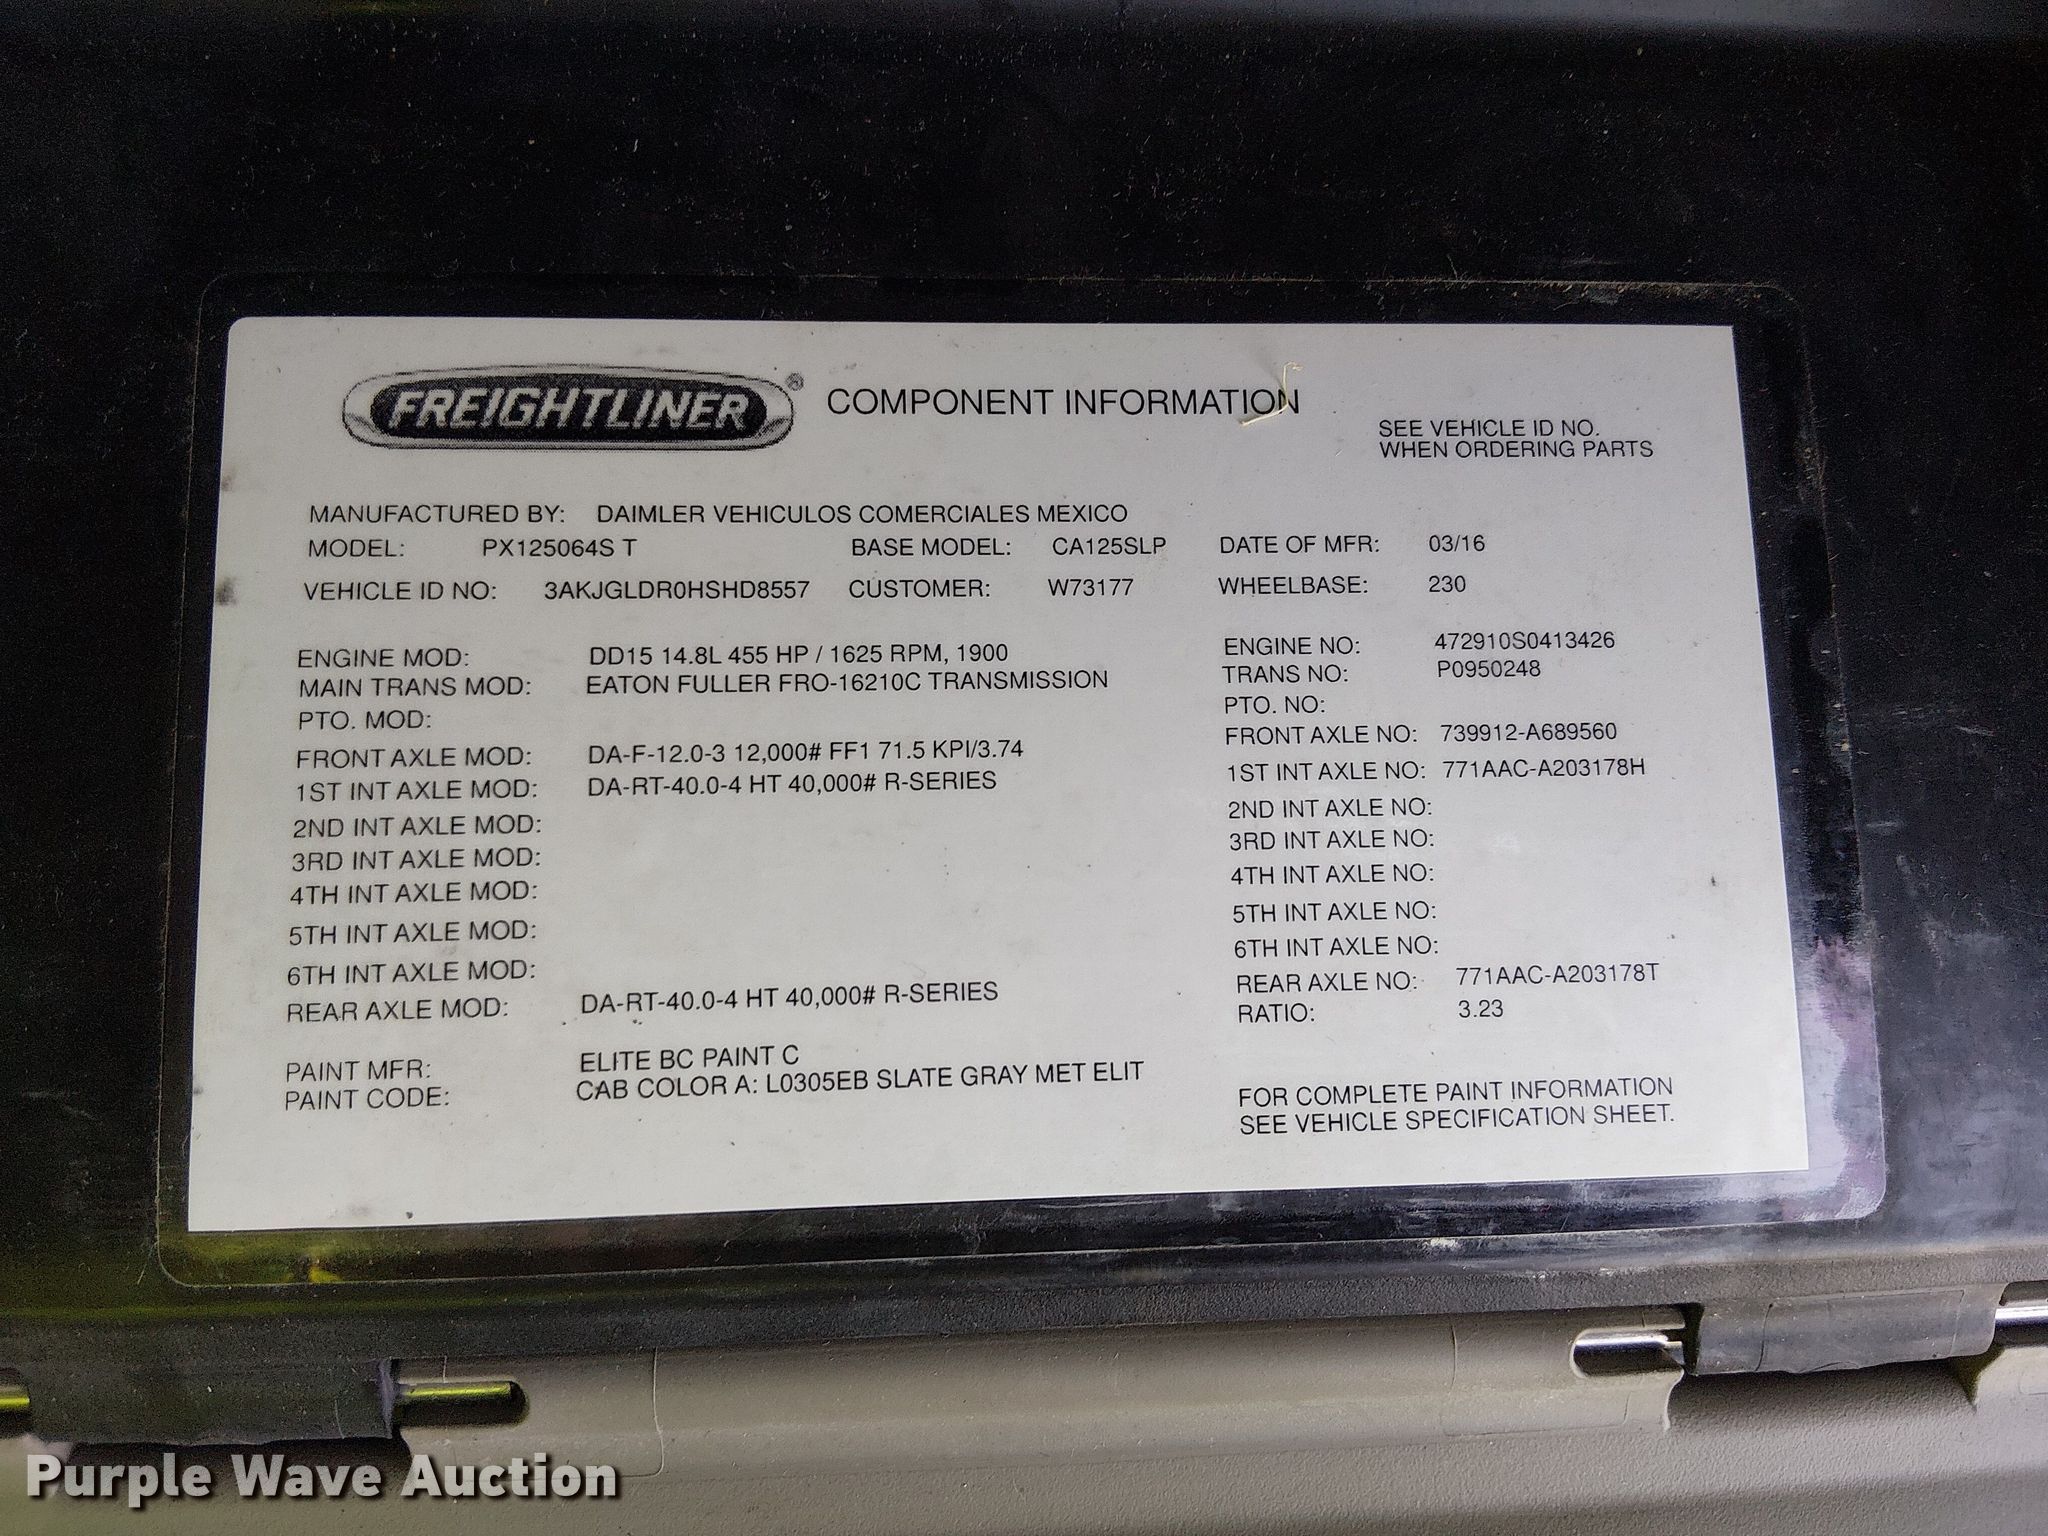 FREIGHTLINER® COMPONENT INFORMATION
SEE VEHICLE ID NO.
WHEN ORDERING PARTS
MANUFACTURED BY: DAIMLER VEHICULOS COMERCIALES MEXICO
MODEL: PX125064S T BASE MODEL: CA125SLP DATE OF MFR: 03/16
VEHICLE ID NO: 3AKJGLDR0HSHD8557 CUSTOMER: W73177 WHEELBASE: 230
ENGINE MOD: DD15 14.8L 455 HP / 1625 RPM, 1900 ENGINE NO: 472910S0413426
MAIN TRANS MOD: EATON FULLER FRO-16210C TRANSMISSION TRANS NO: P0950248
PTO. MOD: PTO. NO:
FRONT AXLE MOD: DA-F-12.0-3 12,000# FF1 71.5 KPI/3.74 FRONT AXLE NO: 739912-A689560
1ST INT AXLE MOD: DA-RT-40.0-4 HT 40,000# R-SERIES 1ST INT AXLE NO: 771AAC-A203178H
2ND INT AXLE MOD: 2ND INT AXLE NO:
3RD INT AXLE MOD: 3RD INT AXLE NO:
4TH INT AXLE MOD: 4TH INT AXLE NO:
5TH INT AXLE MOD: 5TH INT AXLE NO:
6TH INT AXLE MOD: 6TH INT AXLE NO:
REAR AXLE MOD: DA-RT-40.0-4 HT 40,000# R-SERIES REAR AXLE NO: 771AAC-A203178T
RATIO: 3.23
PAINT MFR: ELITE BC PAINT C
PAINT CODE: CAB COLOR A: L0305EB SLATE GRAY MET ELIT
FOR COMPLETE PAINT INFORMATION
SEE VEHICLE SPECIFICATION SHEET.
Purple Wave Auction